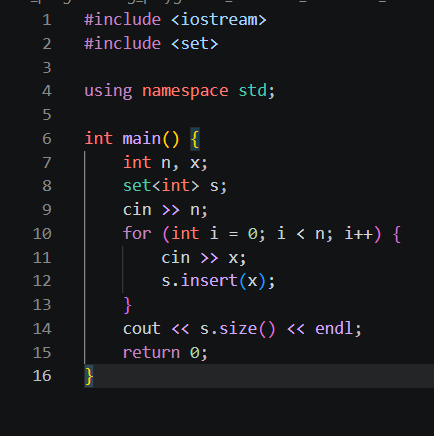 1 #include <iostream>
2 #include <set>
3
4 using namespace std;
5
6 int main() {
7 int n, x;
8 set<int> s;
9 cin >> n;
10 for (int i = 0; i < n; i++) {
11 cin >> x;
12 s.insert(x);
13 }
14 cout << s.size() << endl;
15 return 0;
16 }